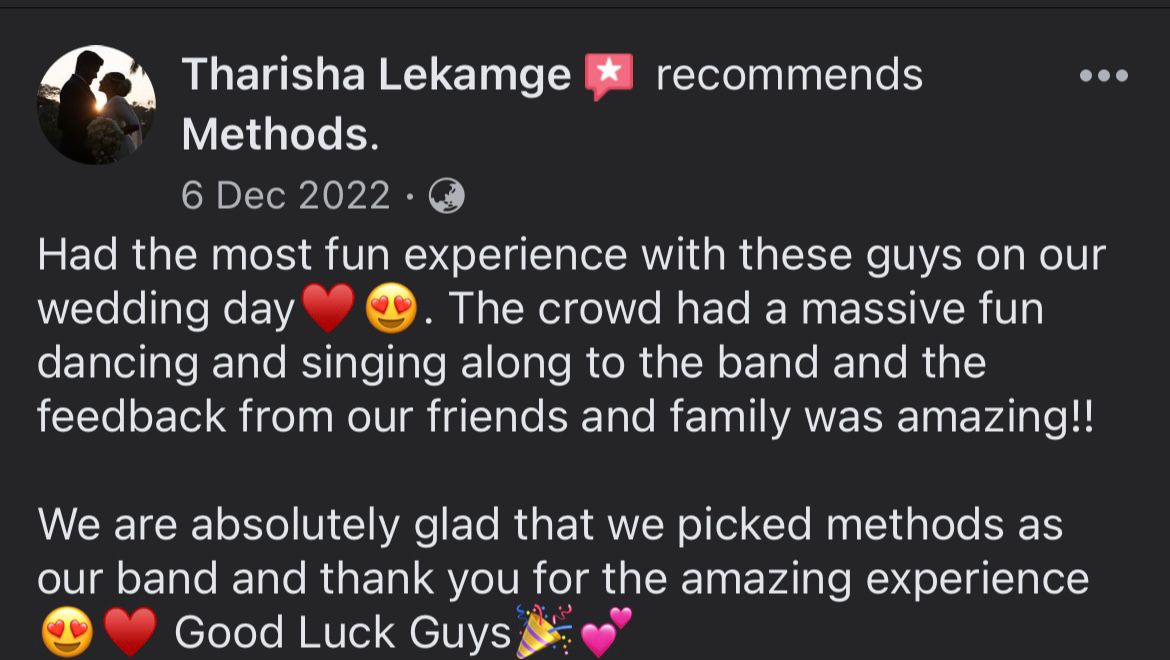 Tharisha Lekamge recommends
Methods.
6 Dec 2022 ·
Had the most fun experience with these guys on our
wedding day♥️😍. The crowd had a massive fun
dancing and singing along to the band and the
feedback from our friends and family was amazing!!
We are absolutely glad that we picked methods as
our band and thank you for the amazing experience
😍♥️ Good Luck Guys🎉💕